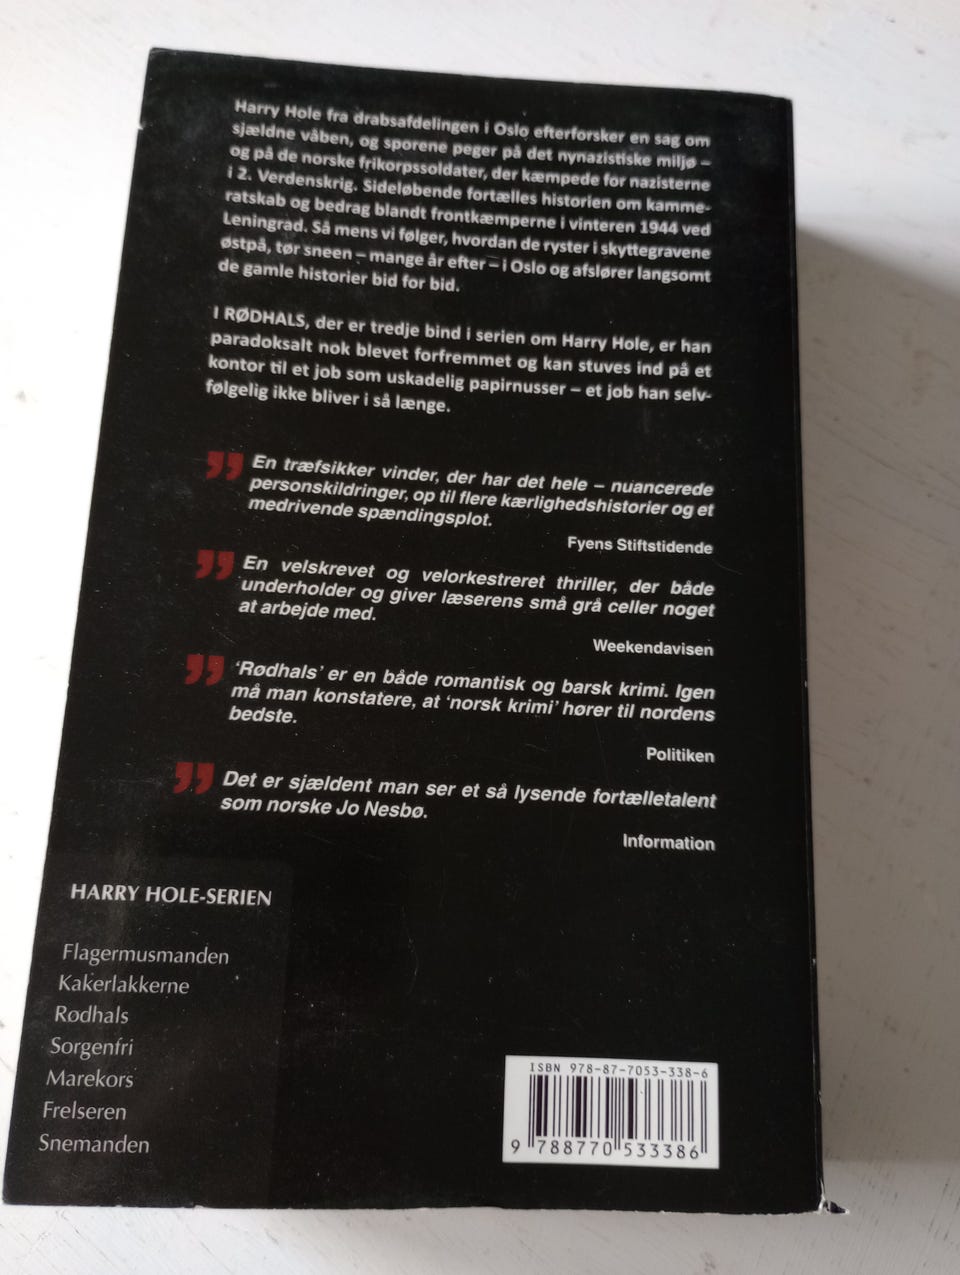 Harry Hole fra drabsafdelingen i Oslo efterforsker en sag om
sjældne våben, og sporene peger på det nynazistiske miljø –
og på de norske frikorpssoldater, der kæmpede for nazisterne
i 2. Verdenskrig. Sideløbende fortælles historien om kamme-
ratskab og bedrag blandt frontkæmperne i vinteren 1944 ved
Leningrad. Så mens vi følger, hvordan de ryster i skyttegravene
østpå, tør sneen – mange år efter – i Oslo og afslører langsomt
de gamle historier bid for bid.
I RØDHALS, der er tredje bind i serien om Harry Hole, er han
paradoksalt nok blevet forfremmet og kan stuves ind på et
kontor til et job som uskadelig papirnusser – et job han selv-
følgelig ikke bliver i så længe.
” En træfsikker vinder, der har det hele – nuancerede
personskildringer, op til flere kærlighedshistorier og et
medrivende spændingsplot.
Fyens Stiftstidende
” En velskrevet og velorkestreret thriller, der både
underholder og giver læserens små grå celler noget
at arbejde med.
Weekendavisen
” ‘Rødhals’ er en både romantisk og barsk krimi. Igen
må man konstatere, at ‘norsk krimi’ hører til nordens
bedste.
Politiken
” Det er sjældent man ser et så lysende fortælletalent
som norske Jo Nesbø.
Information
HARRY HOLE-SERIEN
Flagermusmanden
Kakerlakkerne
Rødhals
Sorgenfri
Marekors
Frelseren
Snemanden
ISBN 978-87-7053-338-6
9 788770 533386